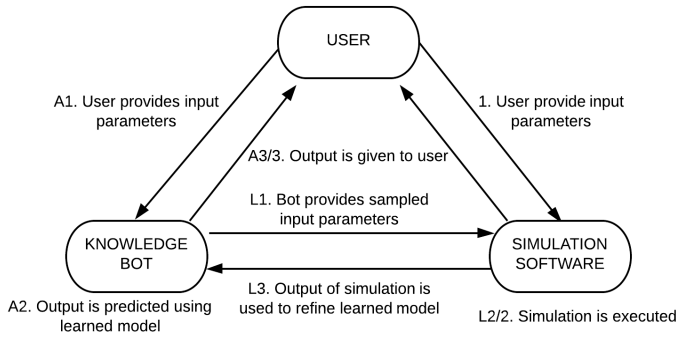 USER
A1. User provides input
parameters
1. User provide input
parameters
A3/3. Output is given to user
L1. Bot provides sampled
input parameters
KNOWLEDGE
BOT
SIMULATION
SOFTWARE
L3. Output of simulation is
used to refine learned model
A2. Output is predicted using
learned model
L2/2. Simulation is executed